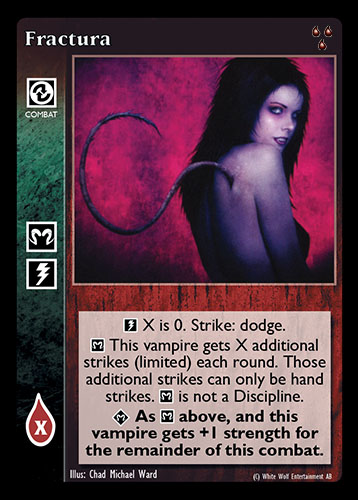 Fractura
COMBAT
X is 0. Strike: dodge.
This vampire gets X additional
strikes (limited) each round. Those
additional strikes can only be hand
strikes. is not a Discipline.
As above, and this
vampire gets +1 strength for
the remainder of this combat.
X
Illus: Chad Michael Ward (C) White Wolf Entertainment AB